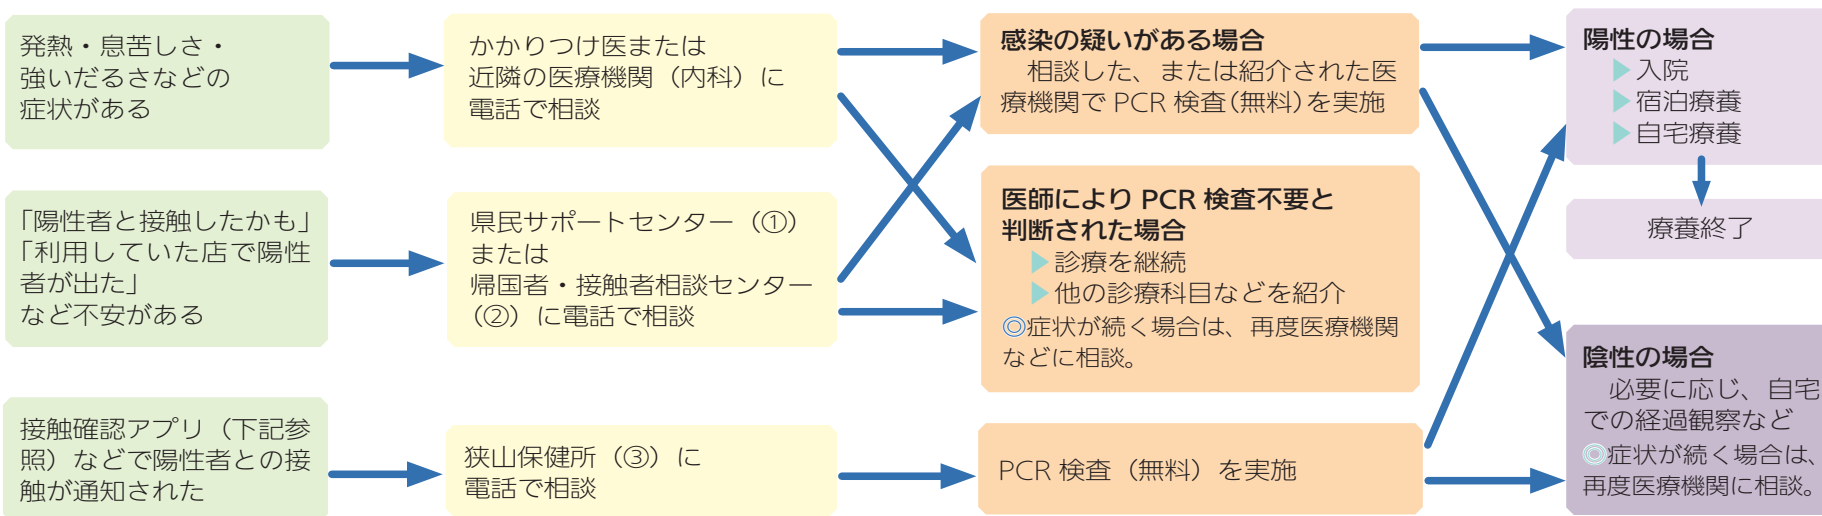 発熱・息苦しさ・
強いだるさなどの
症状がある
かかりつけ医または
近隣の医療機関（内科）に
電話で相談
感染の疑いがある場合
相談した、または紹介された医
療機関で PCR 検査（無料）を実施
陽性の場合
▶入院
▶宿泊療養
▶自宅療養
療養終了
「陽性者と接触したかも」
「利用していた店で陽性
者が出た」
など不安がある
県民サポートセンター（①）
または
帰国者・接触者相談センター
（②）に電話で相談
医師により PCR 検査不要と
判断された場合
▶診療を継続
▶他の診療科目などを紹介
◎症状が続く場合は、再度医療機関
などに相談。
陰性の場合
必要に応じ、自宅
での経過観察など
◎症状が続く場合は、
再度医療機関に相談。
接触確認アプリ（下記参
照）などで陽性者との接
触が通知された
狭山保健所（③）に
電話で相談
PCR 検査（無料）を実施